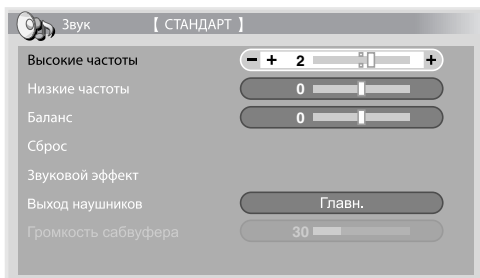 Звук 【 СТАНДАРТ 】
Высокие частоты − + 2 +
Низкие частоты 0
Баланс 0
Сброс
Звуковой эффект
Выход наушников Главн.
Громкость сабвуфера 30